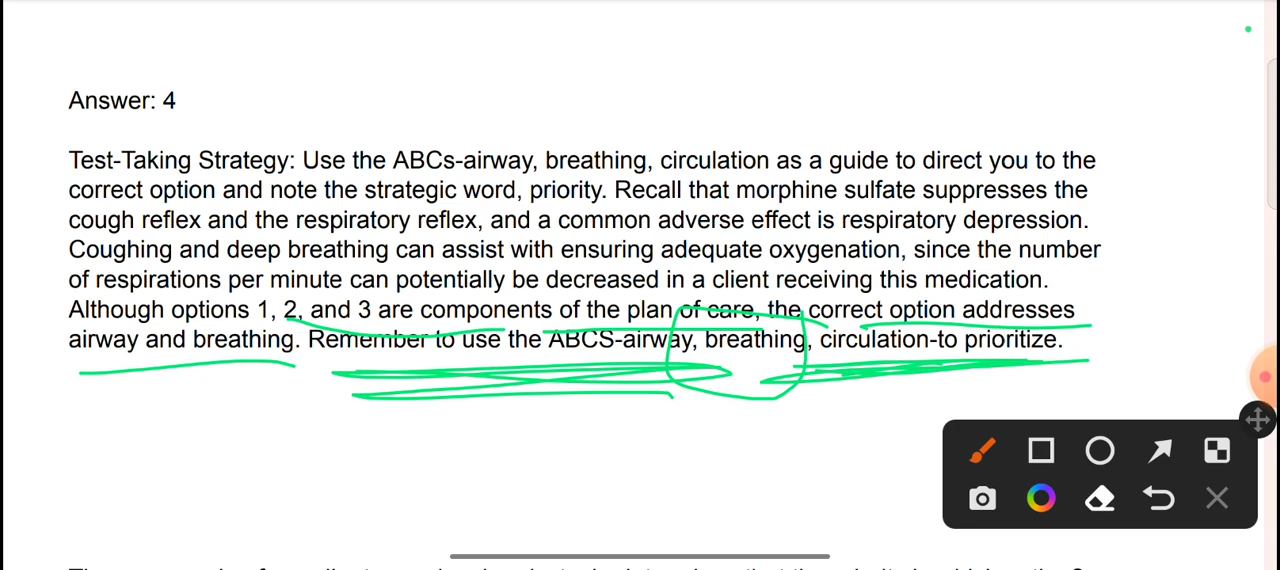 Answer: 4
Test-Taking Strategy: Use the ABCs-airway, breathing, circulation as a guide to direct you to the
correct option and note the strategic word, priority. Recall that morphine sulfate suppresses the
cough reflex and the respiratory reflex, and a common adverse effect is respiratory depression.
Coughing and deep breathing can assist with ensuring adequate oxygenation, since the number
of respirations per minute can potentially be decreased in a client receiving this medication.
Although options 1, 2, and 3 are components of the plan of care, the correct option addresses
airway and breathing. Remember to use the ABCS-airway, breathing, circulation-to prioritize.